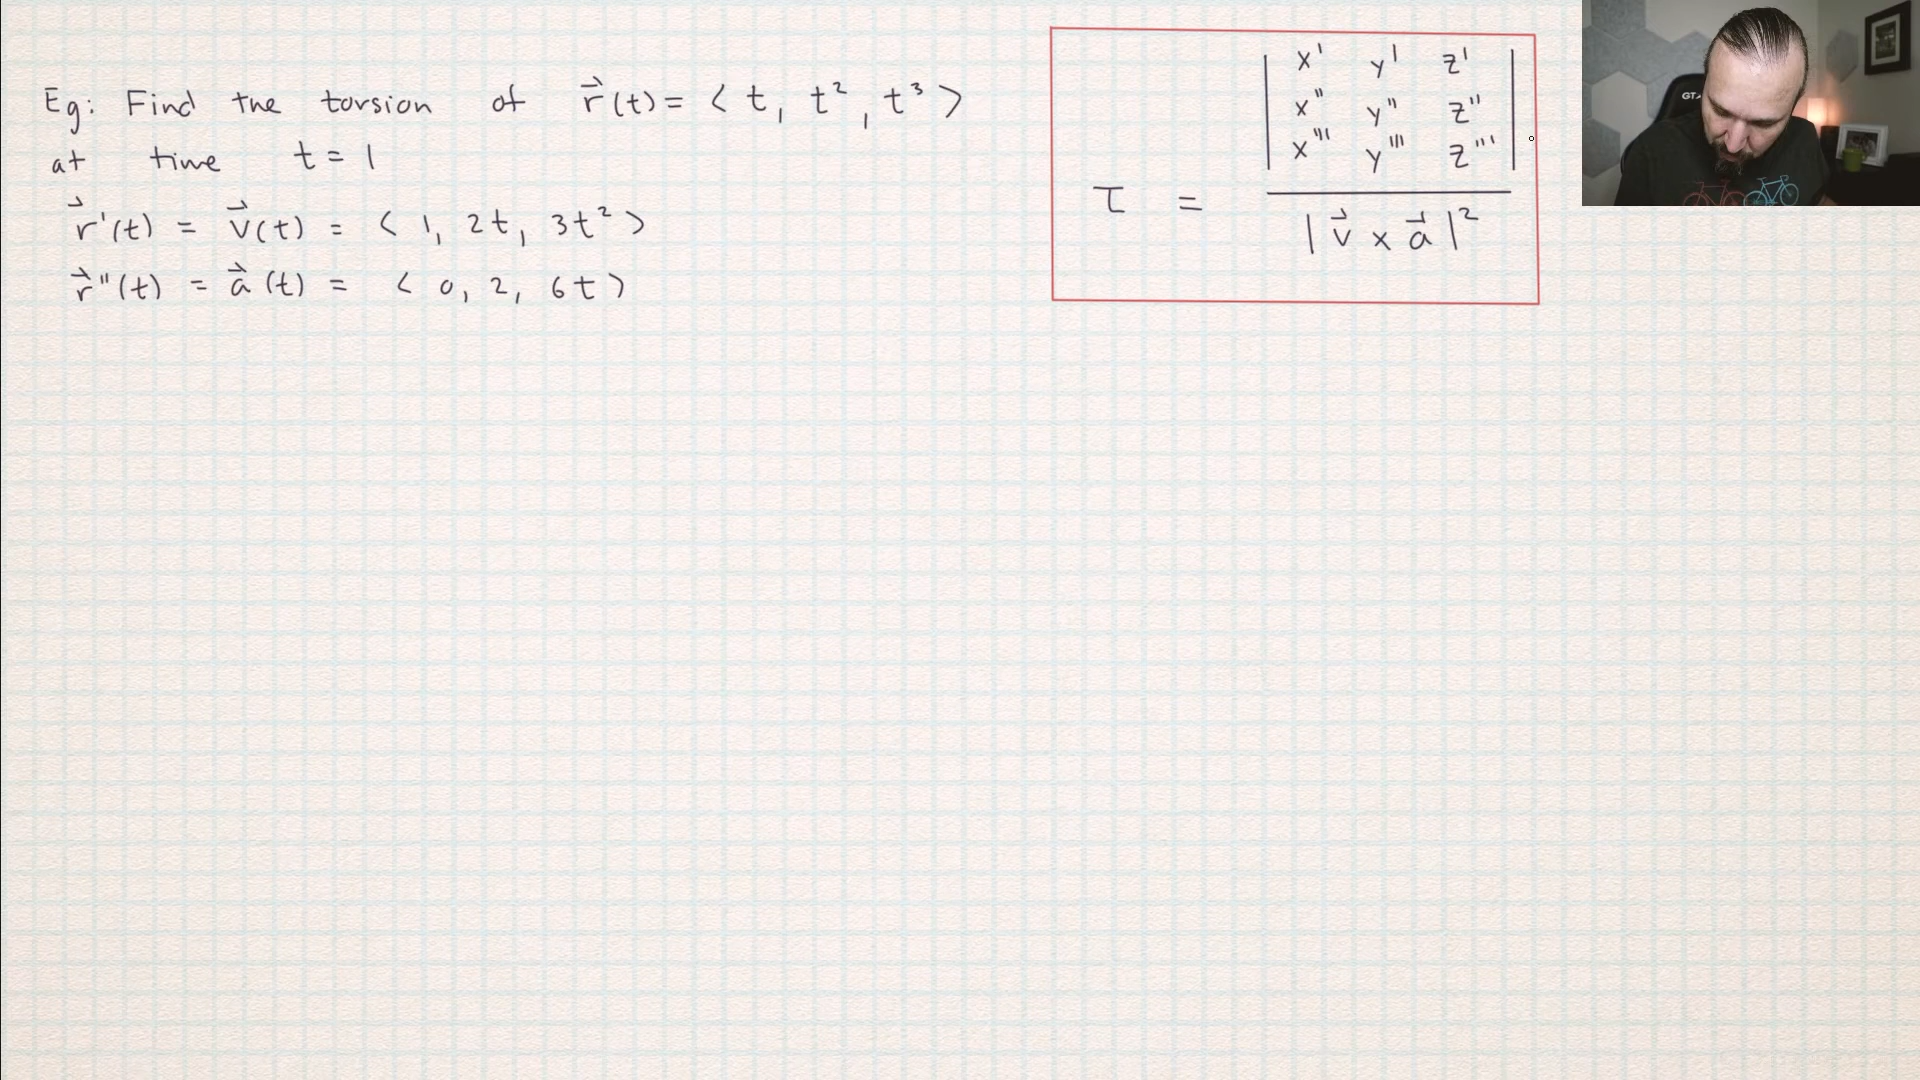 Eg: Find the torsion of r⃗(t) = ⟨ t, t², t³ ⟩
at time t = 1
r⃗'(t) = v⃗(t) = ⟨ 1, 2t, 3t² ⟩
r⃗''(t) = a⃗(t) = ⟨ 0, 2, 6t ⟩
| x' y' z' |
| x'' y'' z'' |
| x''' y''' z''' |
τ =
| v⃗ × a⃗ |²